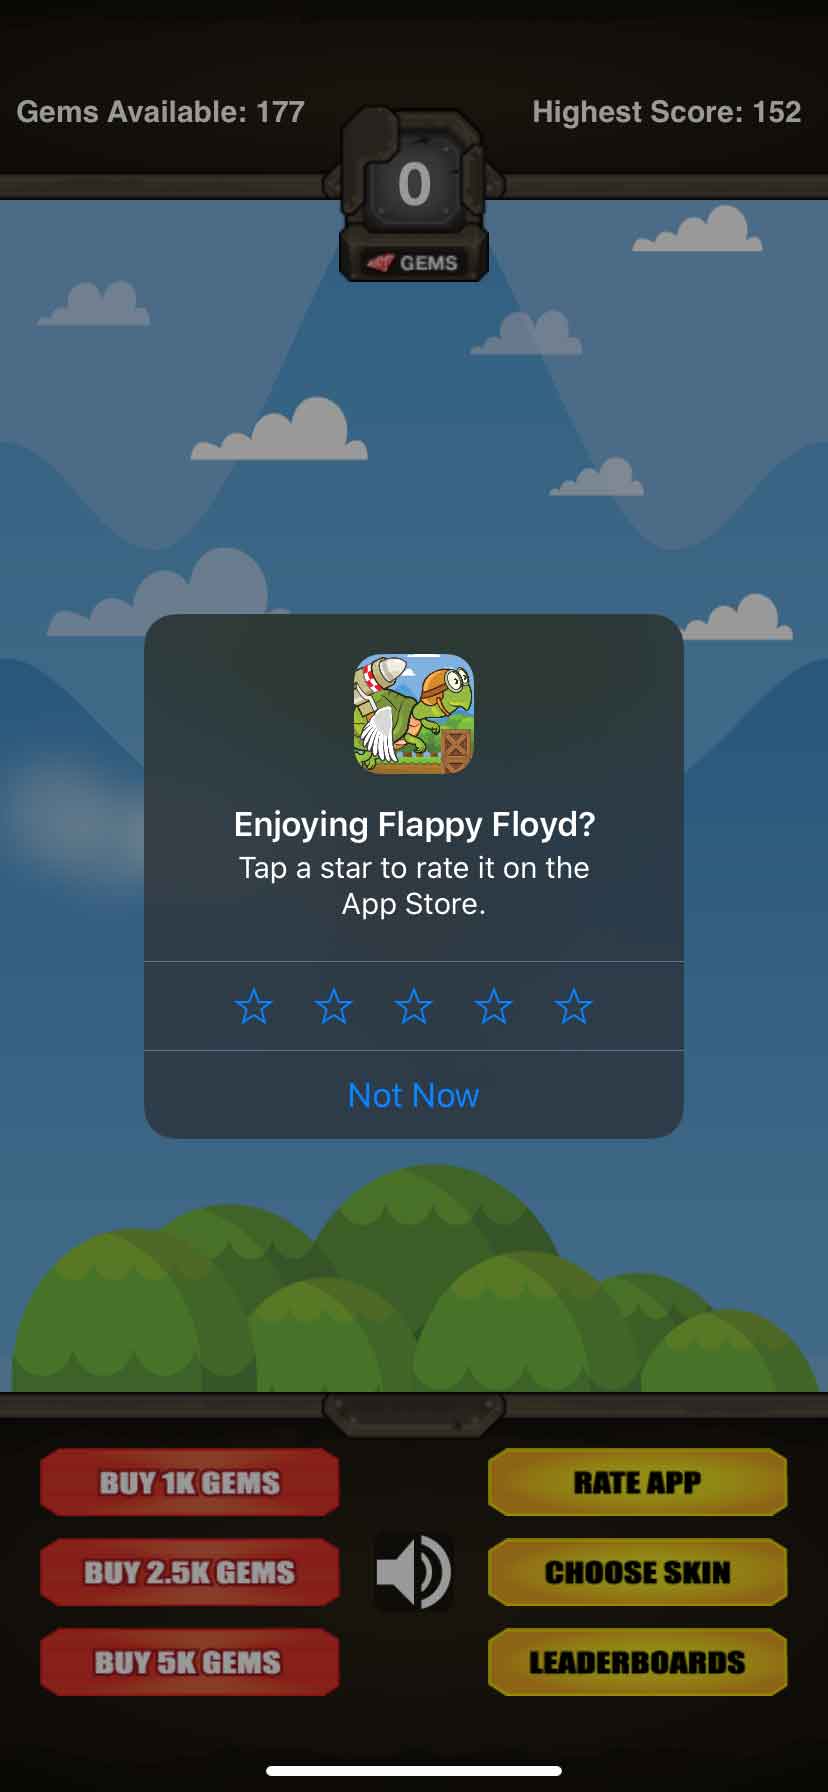 Gems Available: 177
Highest Score: 152
0
GEMS
Enjoying Flappy Floyd?
Tap a star to rate it on the
App Store.
Not Now
BUY 1K GEMS
RATE APP
BUY 2.5K GEMS
CHOOSE SKIN
BUY 5K GEMS
LEADERBOARDS